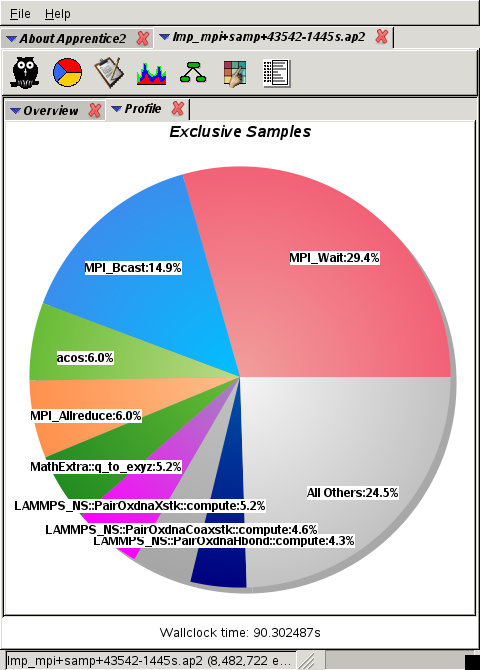 File Help
About Apprentice2 lmp_mpi+samp+43542-1445s.ap2
Overview Profile
Exclusive Samples
MPI_Wait:29.4%
MPI_Bcast:14.9%
acos:6.0%
MPI_Allreduce:6.0%
MathExtra::q_to_exyz:5.2%
All Others:24.5%
LAMMPS_NS::PairOxdnaXstk::compute:5.2%
LAMMPS_NS::PairOxdnaCoaxstk::compute:4.6%
LAMMPS_NS::PairOxdnaHbond::compute:4.3%
Wallclock time: 90.302487s
lmp_mpi+samp+43542-1445s.ap2 (8,482,722 e...